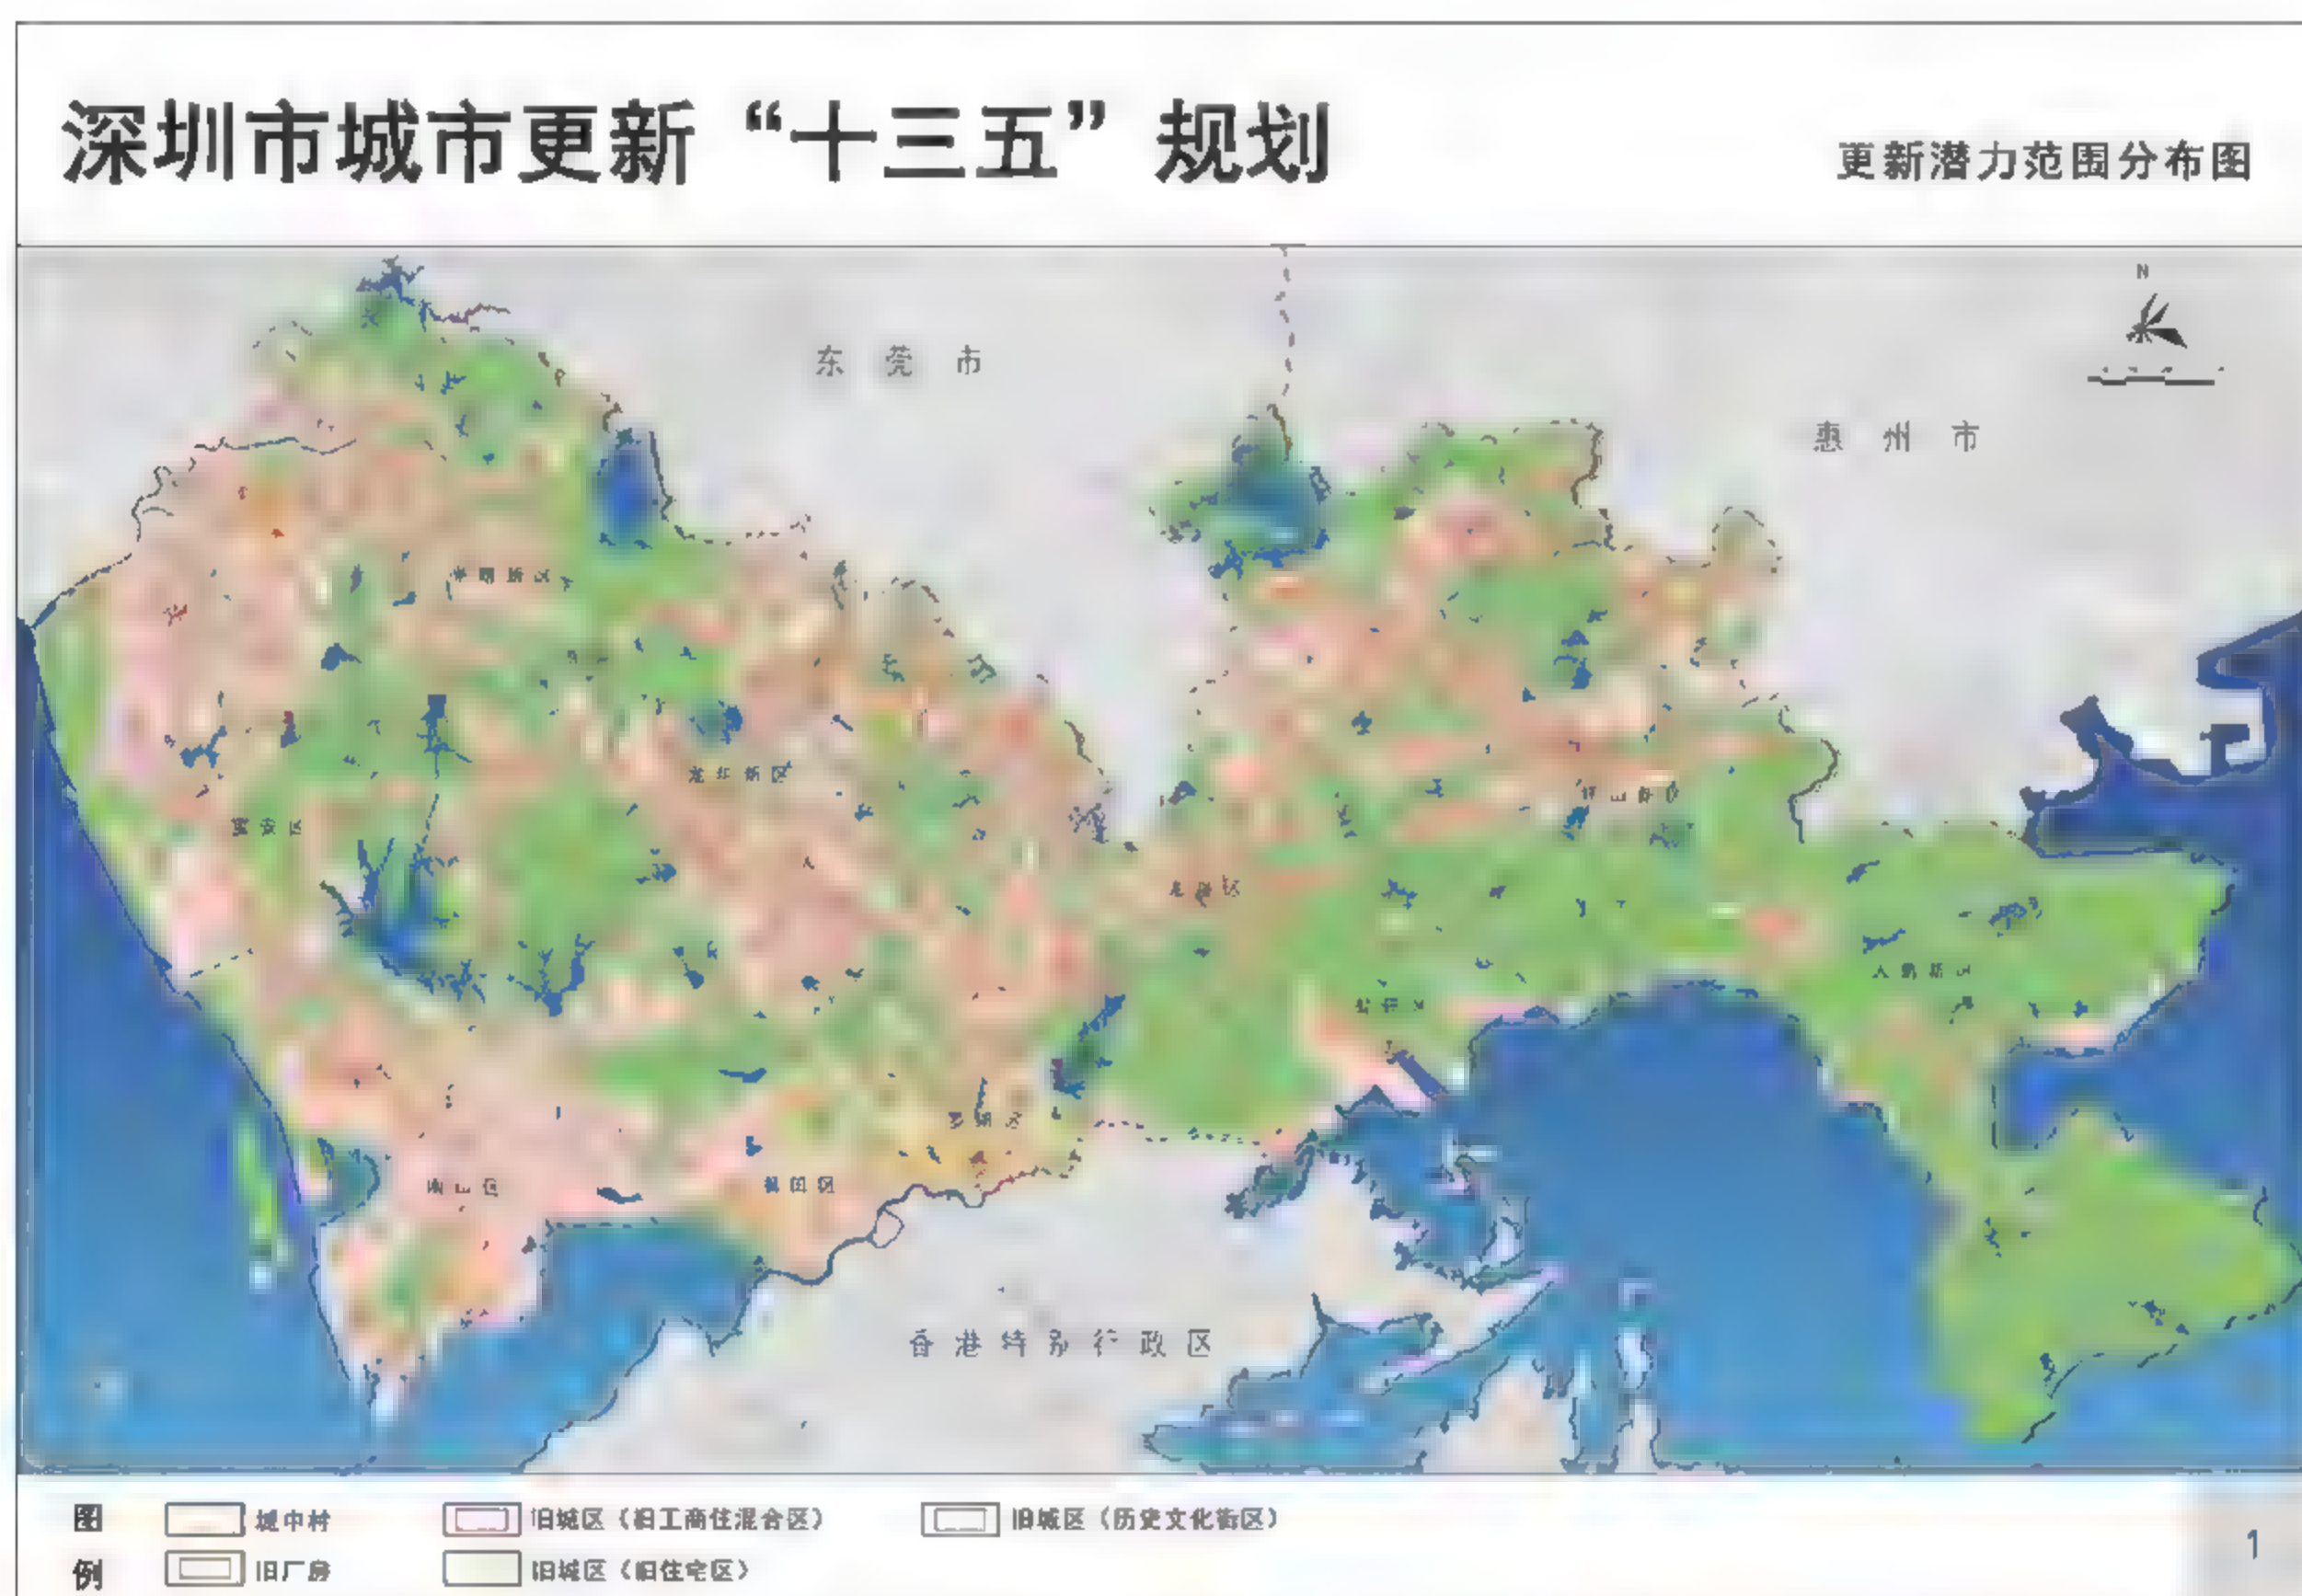 深圳市城市更新“十三五”规划
更新潜力范围分布图
N
东莞市
惠州市
龙华新区
宝安区
龙岗区
大鹏新区
罗湖区
南山区
福田区
香港特别行政区
图例
城中村
旧城区（旧工商住混合区）
旧城区（历史文化街区）
旧厂房
旧城区（旧住宅区）
1